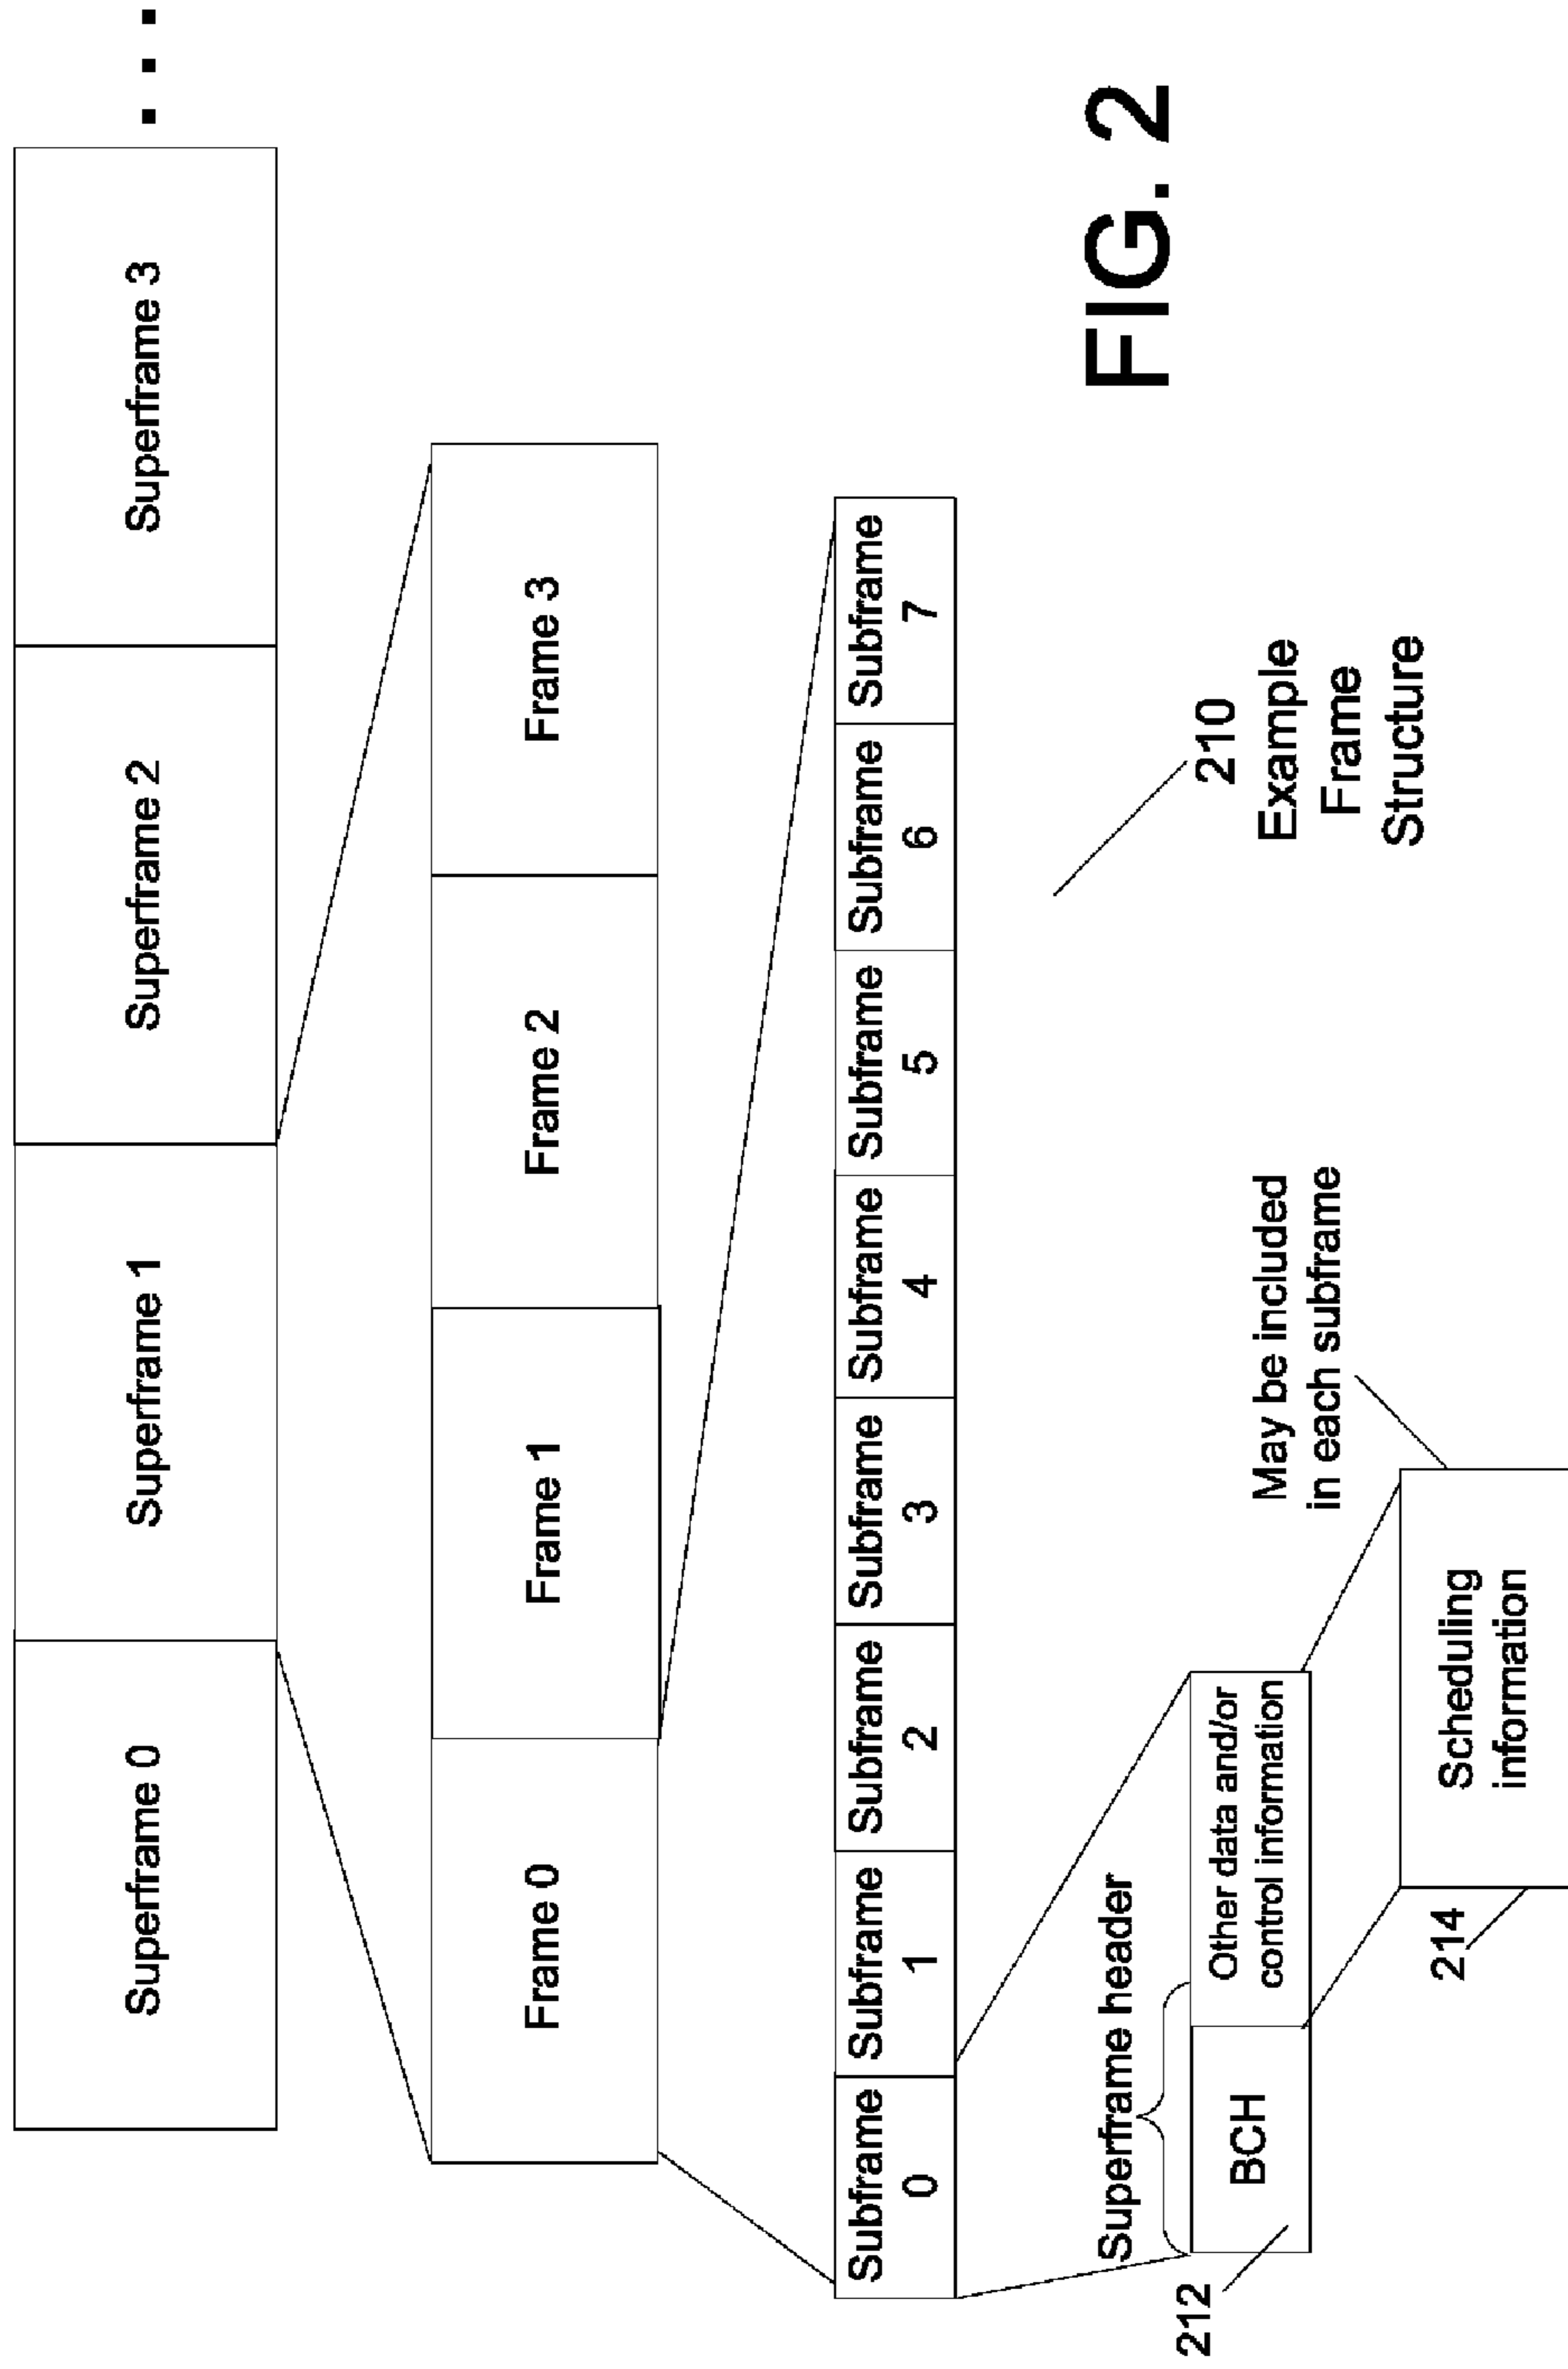 Superframe 0
Superframe 1
Superframe 2
Superframe 3
. . .
Frame 0
Frame 1
Frame 2
Frame 3
Subframe
0
Subframe
1
Subframe
2
Subframe
3
Subframe
4
Subframe
5
Subframe
6
Subframe
7
Superframe header
212
BCH
Other data and/or
control information
214
Scheduling
information
May be included
in each subframe
210
Example
Frame
Structure
FIG. 2